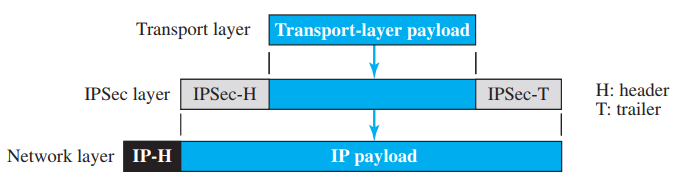 Transport layer Transport-layer payload
IPSec layer IPSec-H IPSec-T H: header
T: trailer
Network layer IP-H IP payload